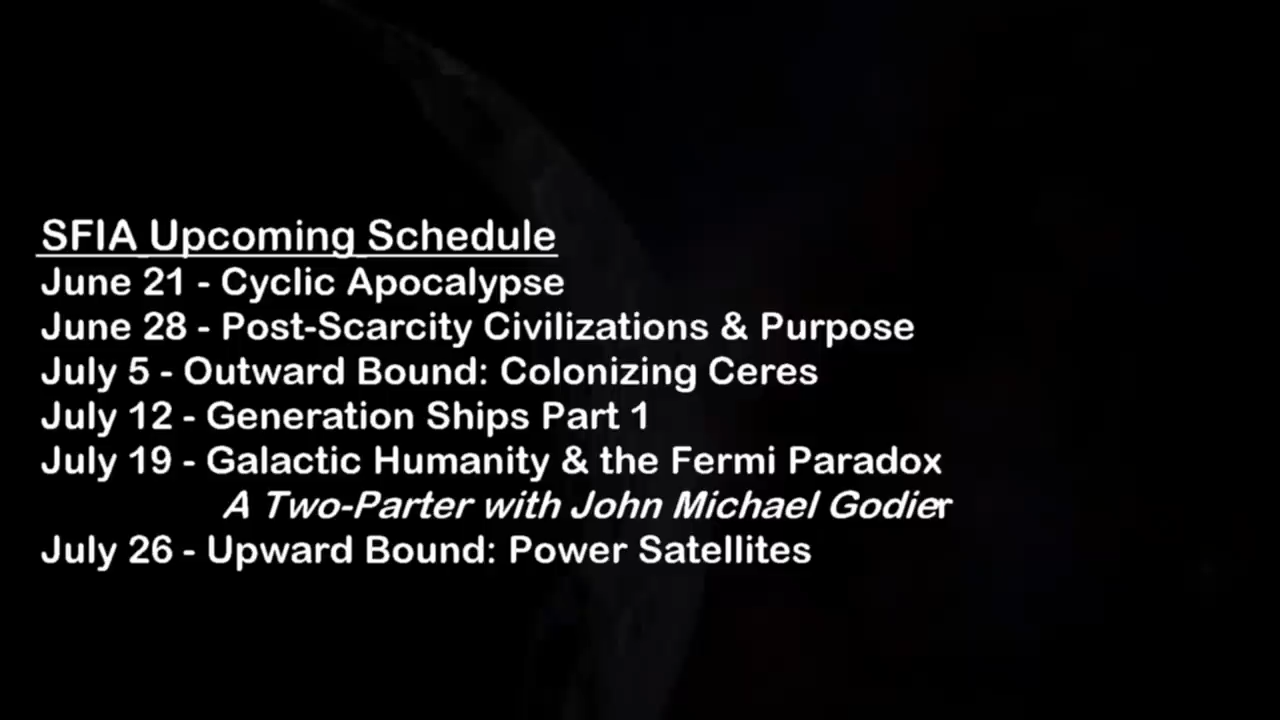 SFIA Upcoming Schedule
June 21 - Cyclic Apocalypse
June 28 - Post-Scarcity Civilizations & Purpose
July 5 - Outward Bound: Colonizing Ceres
July 12 - Generation Ships Part 1
July 19 - Galactic Humanity & the Fermi Paradox
A Two-Parter with John Michael Godier
July 26 - Upward Bound: Power Satellites